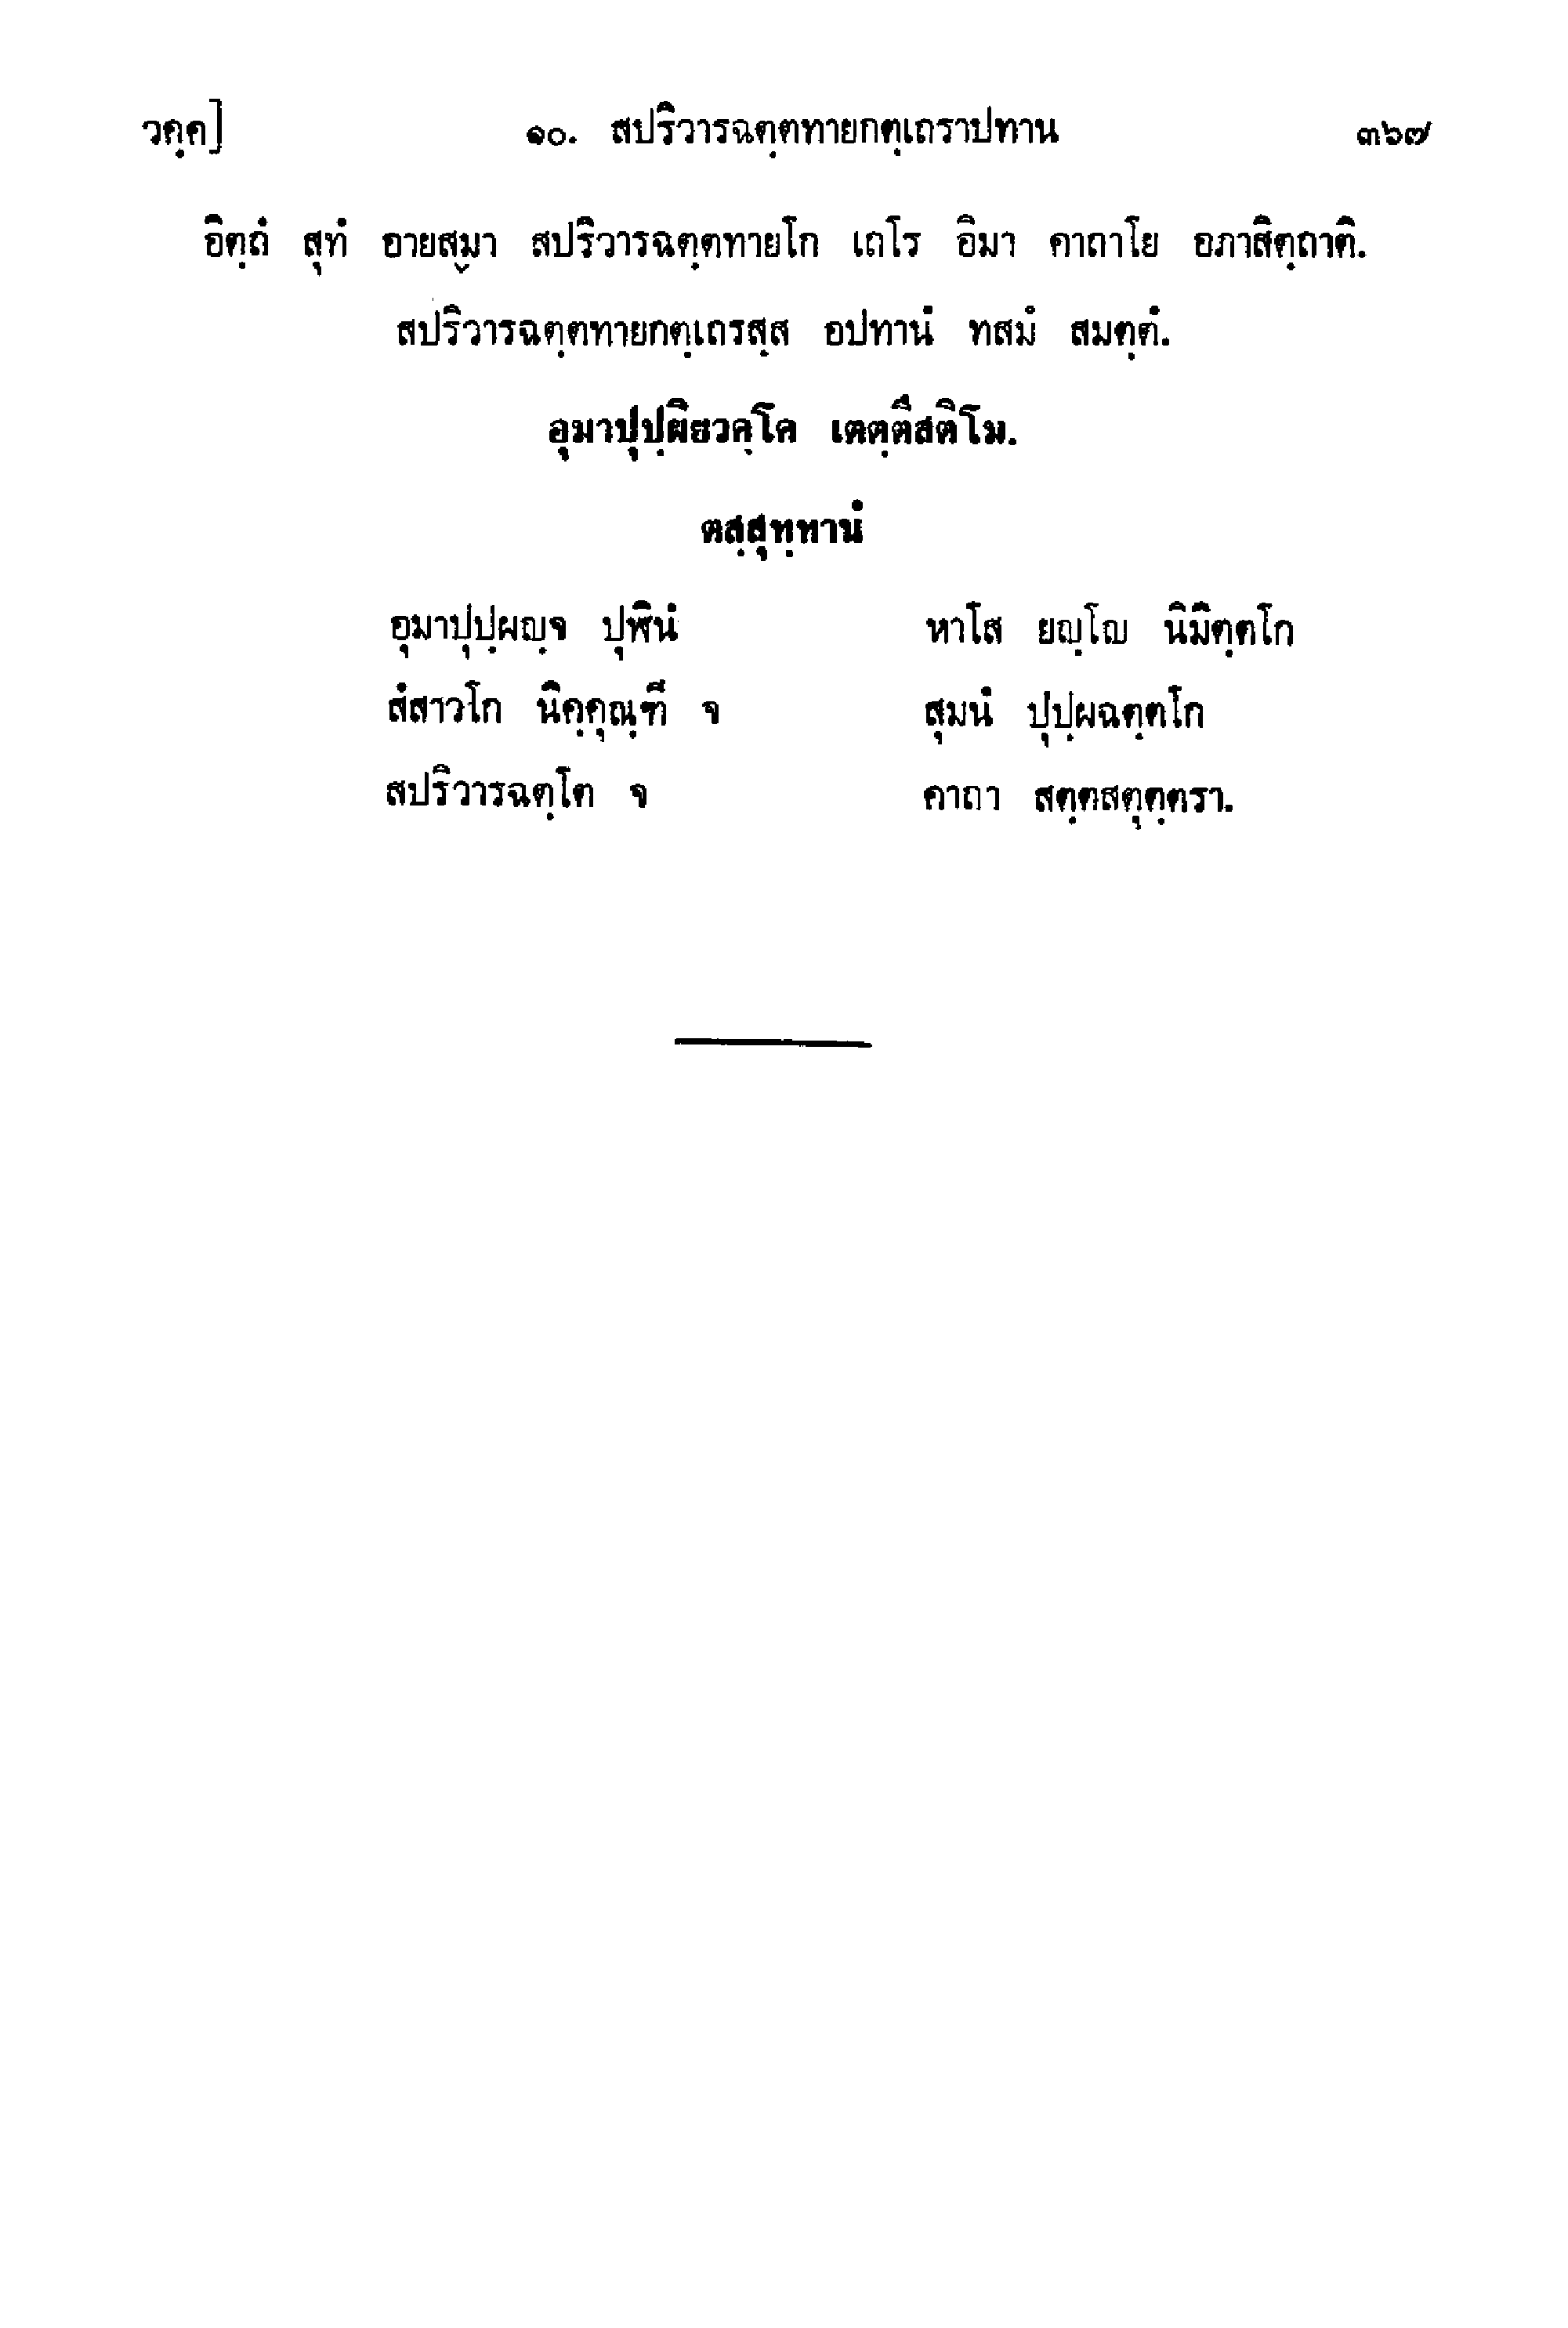 วคฺค] ๑๐. สปริวารฉตฺตทายกตฺเถราปทาน ๓๖๗
อิตฺถํ สุทํ อายสฺมา สปริวารฉตฺตทายโก เถโร อิมา คาถาโย อภาสิตฺถาติ.
สปริวารฉตฺตทายกตฺเถรสฺส อปทานํ ทสมํ สมตฺตํ.
อุมาปุปฺผิยวคฺโค เตตฺตึสติโม.
ตสฺสุทฺทานํ
อุมาปุปฺผญฺจ ปุฬินํ หาโส ยญฺโญ นิมิตฺตโก
สํสาวโก นิคฺคุณฺฑี จ สุมนํ ปุปฺผฉตฺตโก
สปริวารฉตฺโต จ คาถา สตฺตสตุตฺตรา.